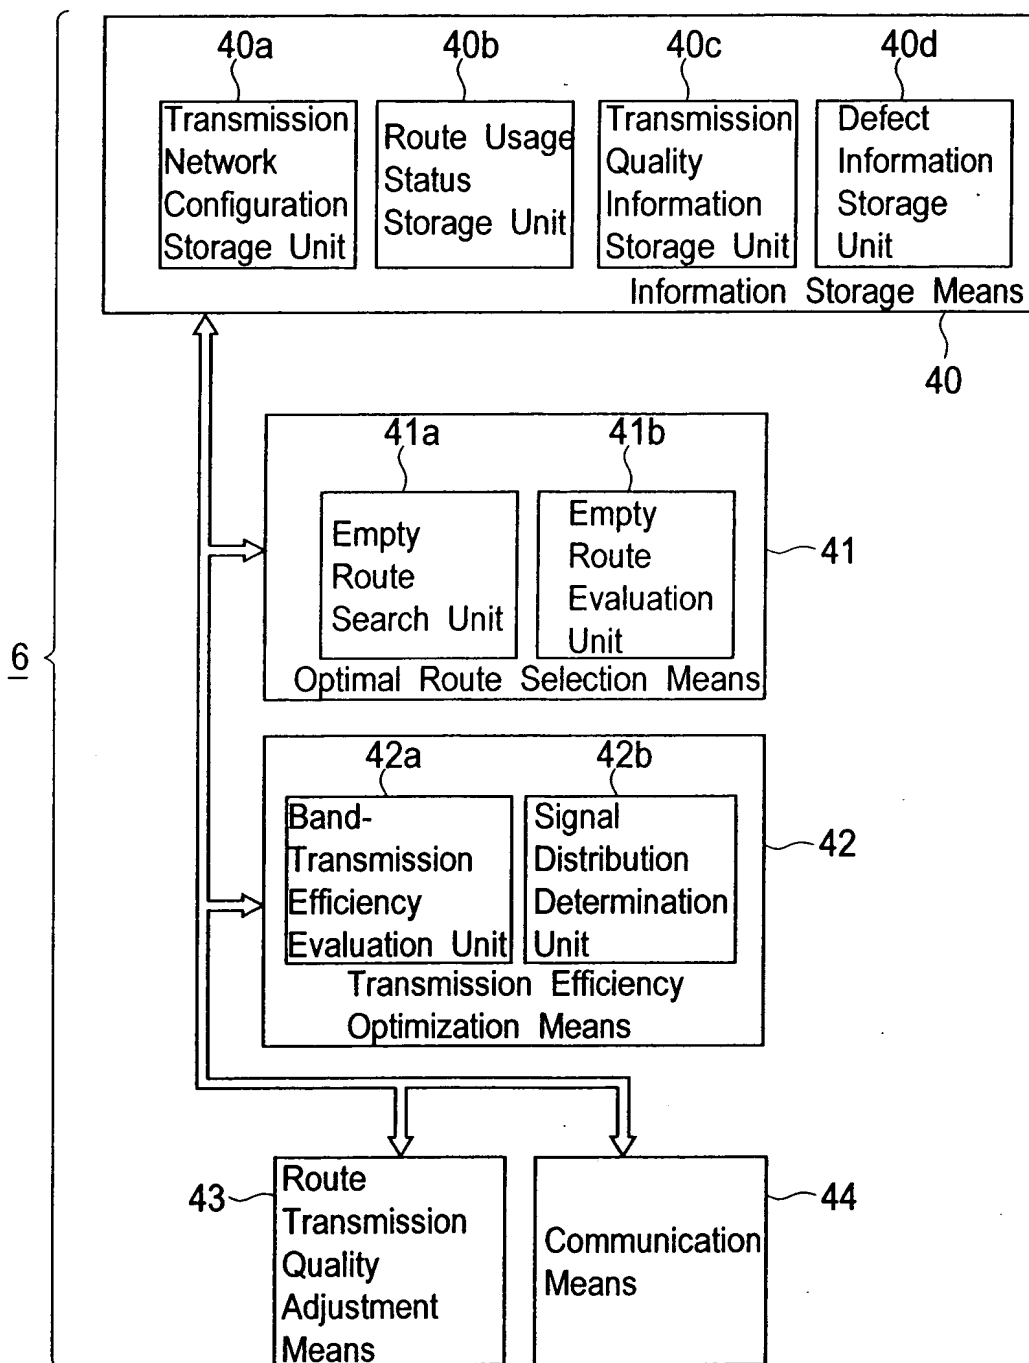 40a
40b
40c
40d
Transmission
Network
Configuration
Storage Unit
Route Usage
Status
Storage Unit
Transmission
Quality
Information
Storage Unit
Defect
Information
Storage
Unit
Information Storage Means
40
41a
41b
Empty
Route
Search Unit
Empty
Route
Evaluation
Unit
41
Optimal Route Selection Means
6
42a
42b
Band-
Transmission
Efficiency
Evaluation Unit
Signal
Distribution
Determination
Unit
42
Transmission Efficiency
Optimization Means
43
Route
Transmission
Quality
Adjustment
Means
44
Communication
Means